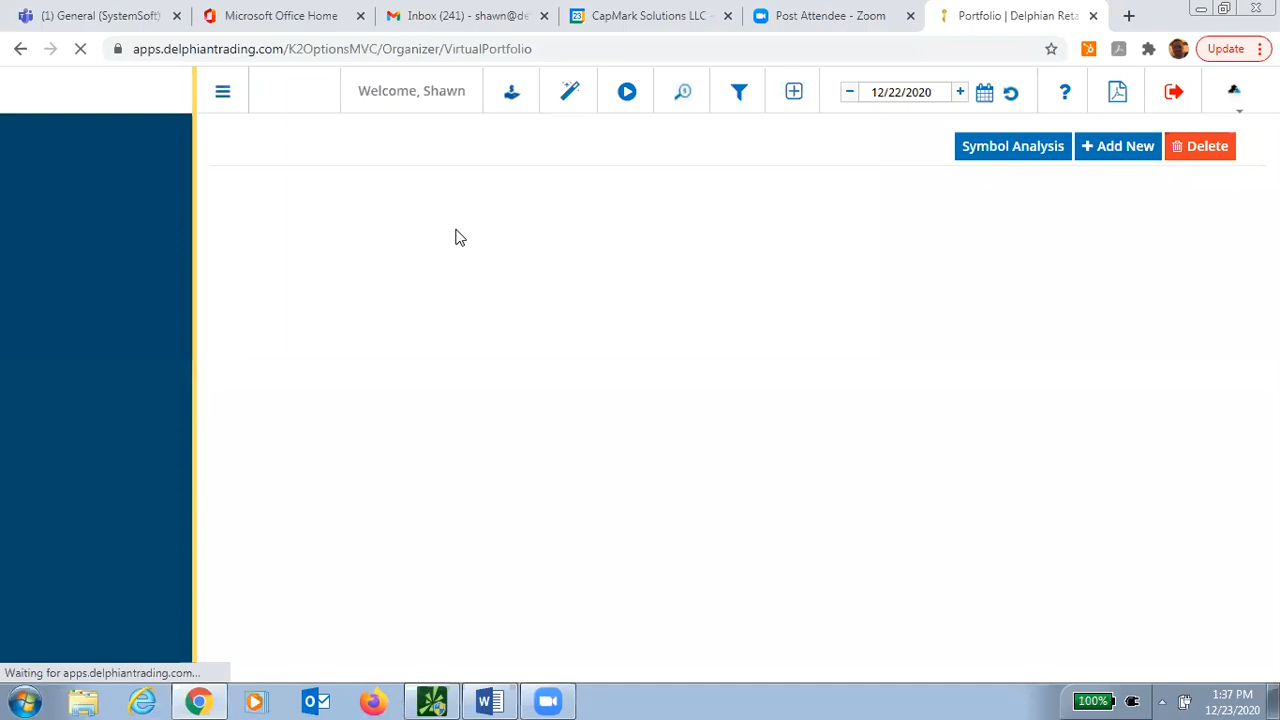 (1) General (SystemSoft
Microsoft Office Home
Inbox (241) - shawn@de
CapMark Solutions LLC -
Post Attendee - Zoom
Portfolio | Delphian Reta
apps.delphiantrading.com/K2OptionsMVC/Organizer/VirtualPortfolio
Update
Welcome, Shawn
12/22/2020
Symbol Analysis
Add New
Delete
Waiting for apps.delphiantrading.com...
100%
1:37 PM
12/23/2020